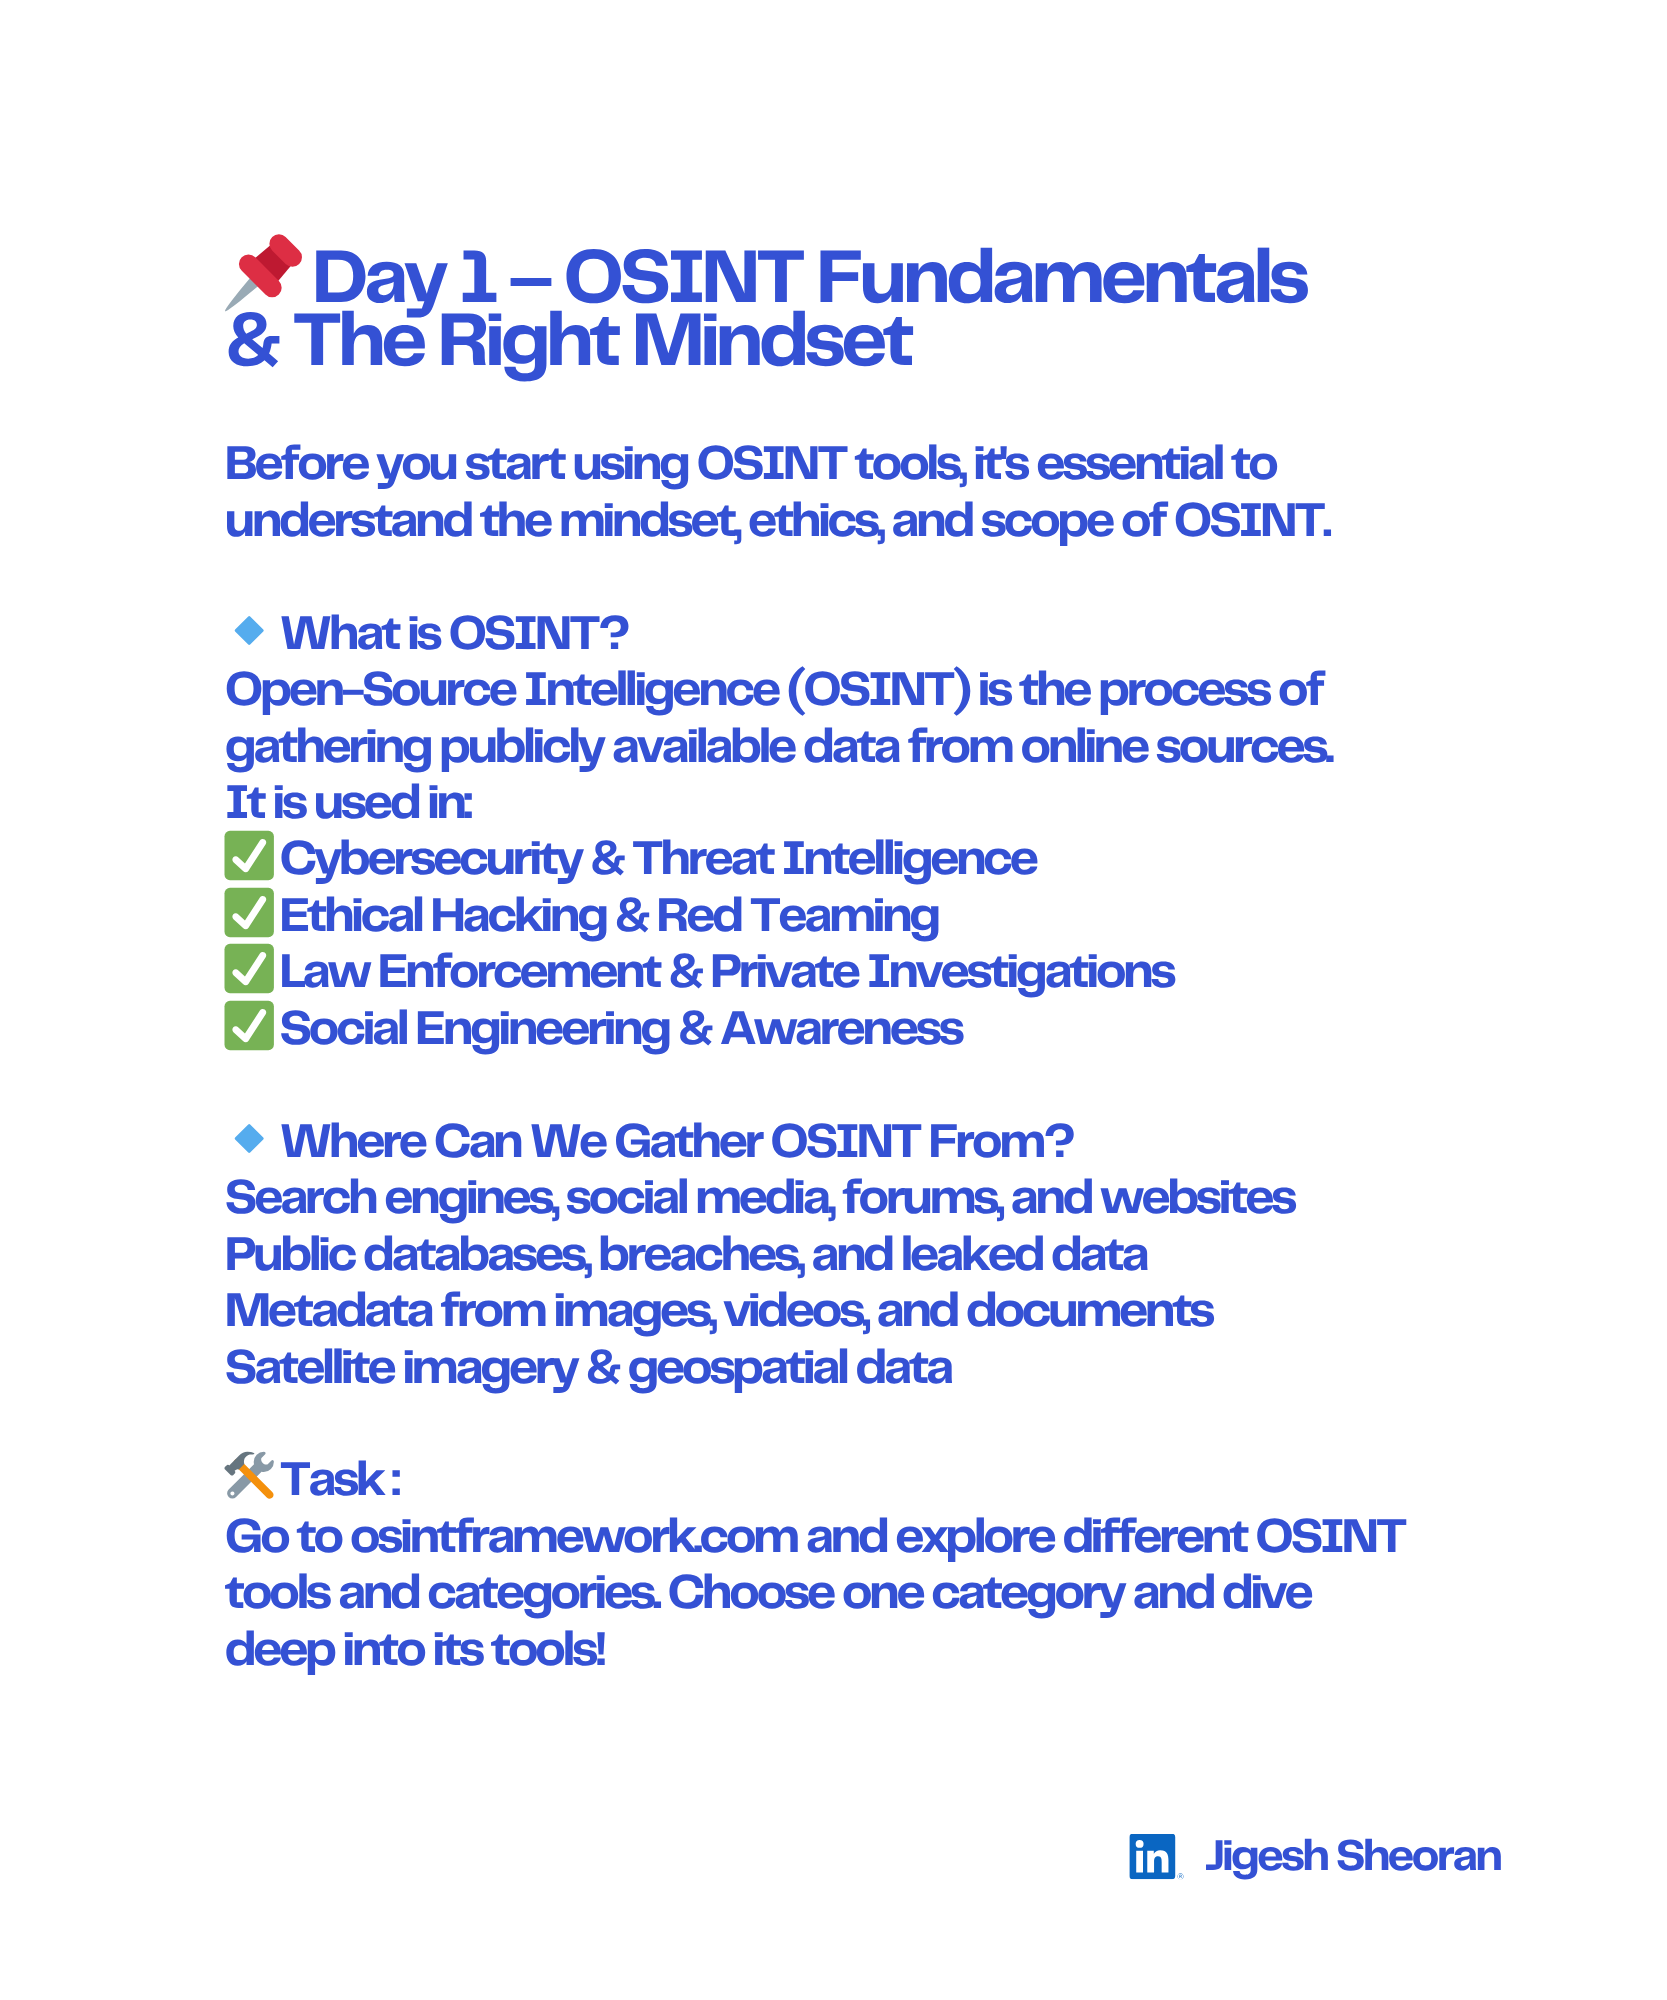 📌 Day 1 – OSINT Fundamentals
& The Right Mindset
Before you start using OSINT tools, it's essential to
understand the mindset, ethics, and scope of OSINT.
🔹 What is OSINT?
Open-Source Intelligence (OSINT) is the process of
gathering publicly available data from online sources.
It is used in:
✅ Cybersecurity & Threat Intelligence
✅ Ethical Hacking & Red Teaming
✅ Law Enforcement & Private Investigations
✅ Social Engineering & Awareness
🔹 Where Can We Gather OSINT From?
Search engines, social media, forums, and websites
Public databases, breaches, and leaked data
Metadata from images, videos, and documents
Satellite imagery & geospatial data
🛠 Task :
Go to osintframework.com and explore different OSINT
tools and categories. Choose one category and dive
deep into its tools!
in® Jigesh Sheoran